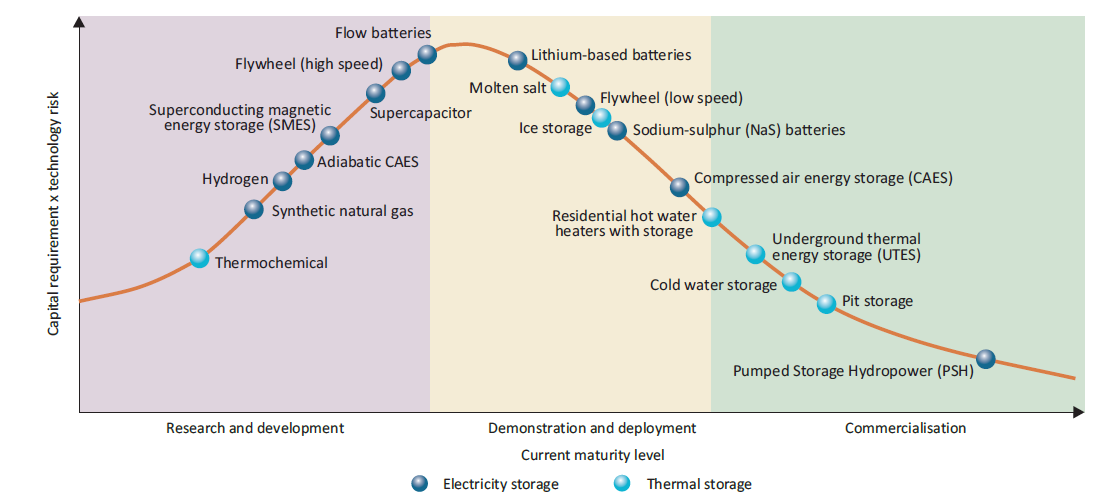 Capital requirement x technology risk
Flow batteries
Flywheel (high speed)
Supercapacitor
Superconducting magnetic
energy storage (SMES)
Adiabatic CAES
Hydrogen
Synthetic natural gas
Thermochemical
Lithium-based batteries
Molten salt
Flywheel (low speed)
Ice storage
Sodium-sulphur (NaS) batteries
Compressed air energy storage (CAES)
Residential hot water
heaters with storage
Underground thermal
energy storage (UTES)
Cold water storage
Pit storage
Pumped Storage Hydropower (PSH)
Research and development
Demonstration and deployment
Commercialisation
Current maturity level
Electricity storage
Thermal storage